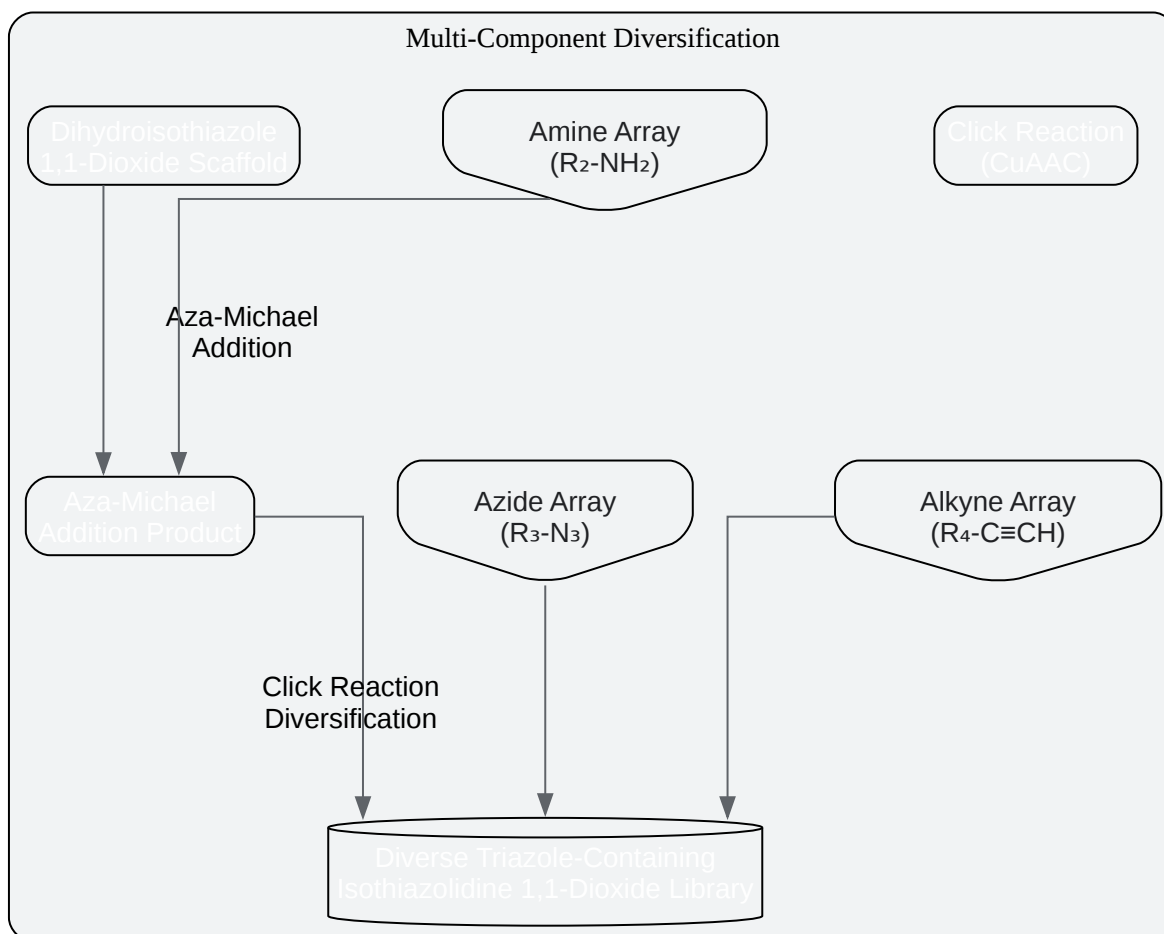 Multi-Component Diversification
Dihydroisothiazole
1,1-Dioxide Scaffold
Amine Array
(R₂-NH₂)
Click Reaction
(CuAAC)
Aza-Michael
Addition
Aza-Michael
Addition Product
Azide Array
(R₃-N₃)
Alkyne Array
(R₄-C≡CH)
Click Reaction
Diversification
Diverse Triazole-Containing
Isothiazolidine 1,1-Dioxide Library